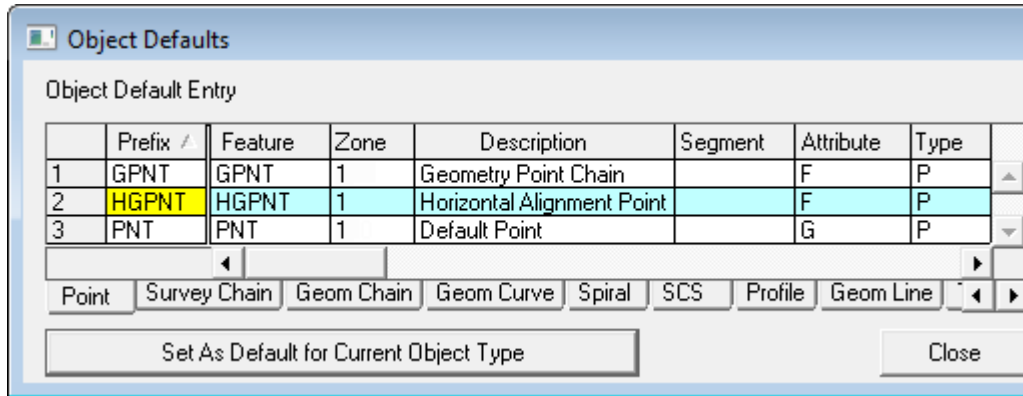 Object Defaults
Object Default Entry
Prefix Feature Zone Description Segment Attribute Type
1 GPNT GPNT 1 Geometry Point Chain F P
2 HGPNT HGPNT 1 Horizontal Alignment Point F P
3 PNT PNT 1 Default Point G P
Point Survey Chain Geom Chain Geom Curve Spiral SCS Profile Geom Line
Set As Default for Current Object Type Close